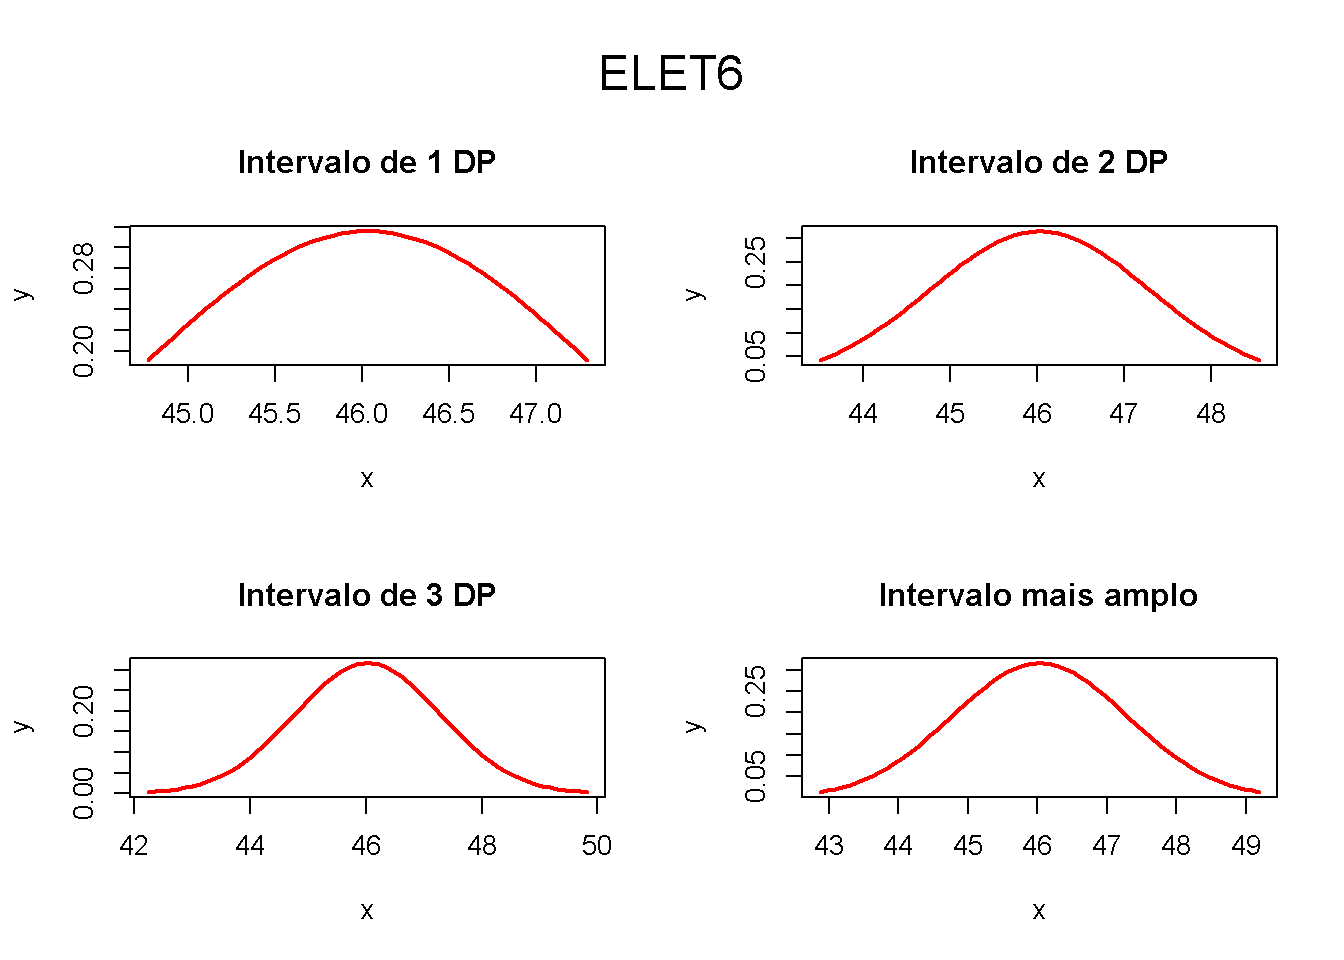 ELET6
Intervalo de 1 DP
y
0.20 0.28
45.0 45.5 46.0 46.5 47.0
x
Intervalo de 2 DP
y
0.05 0.25
44 45 46 47 48
x
Intervalo de 3 DP
y
0.00 0.20
42 44 46 48 50
x
Intervalo mais amplo
y
0.05 0.25
43 44 45 46 47 48 49
x